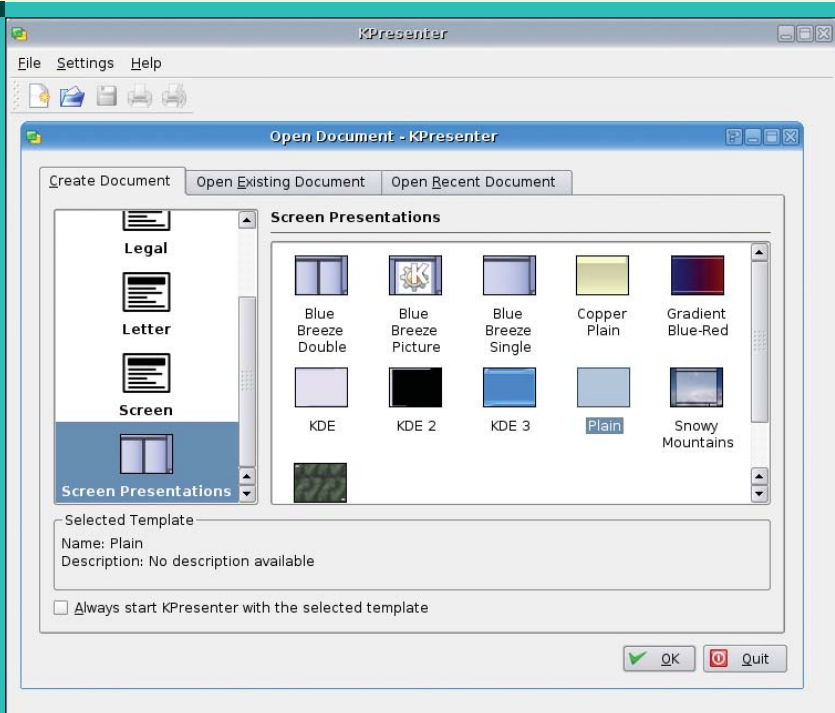 KPresenter
File Settings Help
Open Document - KPresenter
Create Document Open Existing Document Open Recent Document
Legal
Letter
Screen
Screen Presentations
Screen Presentations
Blue Breeze Double
Blue Breeze Picture
Blue Breeze Single
Copper Plain
Gradient Blue-Red
KDE
KDE 2
KDE 3
Plain
Snowy Mountains
Selected Template
Name: Plain
Description: No description available
Always start KPresenter with the selected template
OK Quit